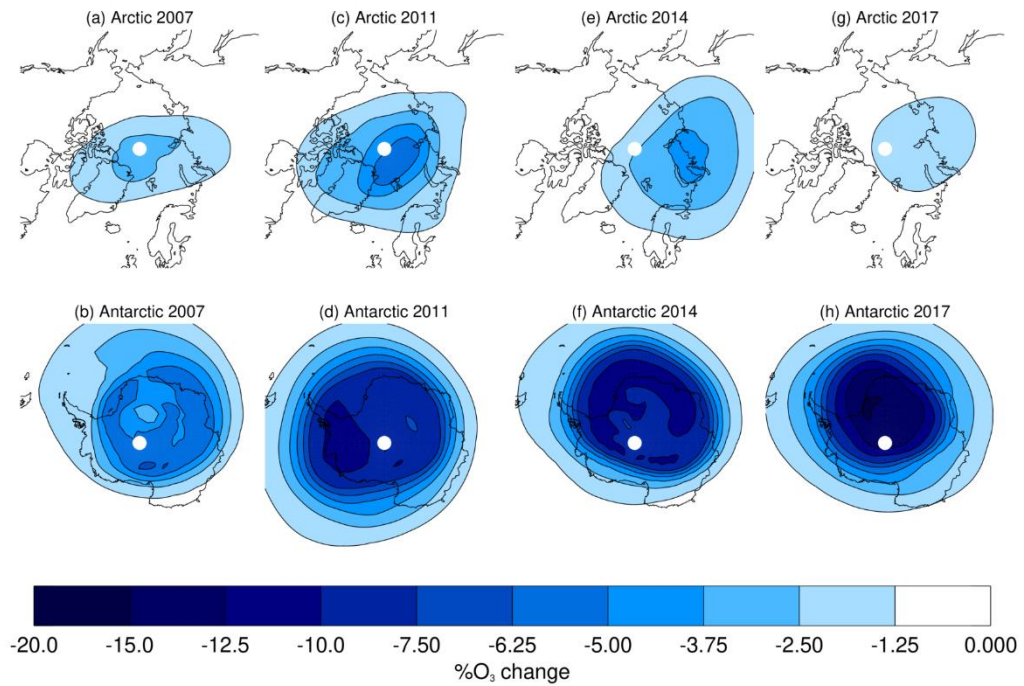 (a) Arctic 2007
(c) Arctic 2011
(e) Arctic 2014
(g) Arctic 2017
(b) Antarctic 2007
(d) Antarctic 2011
(f) Antarctic 2014
(h) Antarctic 2017
-20.0 -15.0 -12.5 -10.0 -7.50 -6.25 -5.00 -3.75 -2.50 -1.25 0.000
%O₃ change